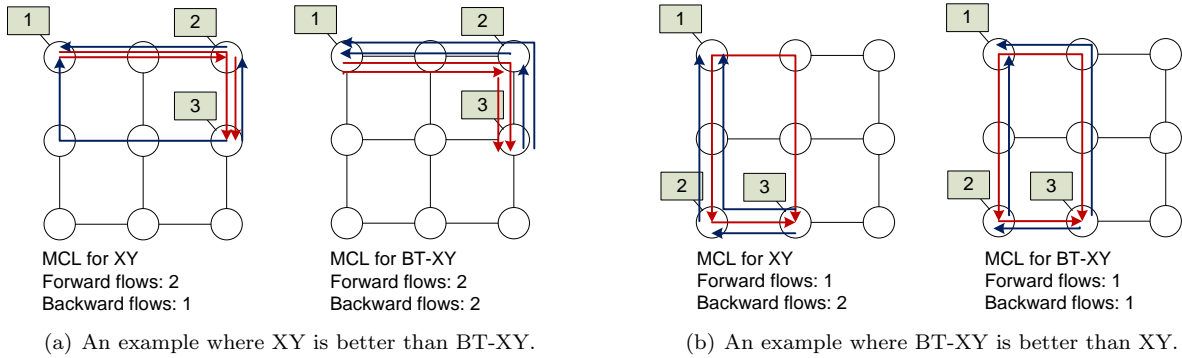 1
2
3
MCL for XY
Forward flows: 2
Backward flows: 1
1
2
3
MCL for BT-XY
Forward flows: 2
Backward flows: 2
(a) An example where XY is better than BT-XY.
1
2
3
MCL for XY
Forward flows: 1
Backward flows: 2
1
2
3
MCL for BT-XY
Forward flows: 1
Backward flows: 1
(b) An example where BT-XY is better than XY.